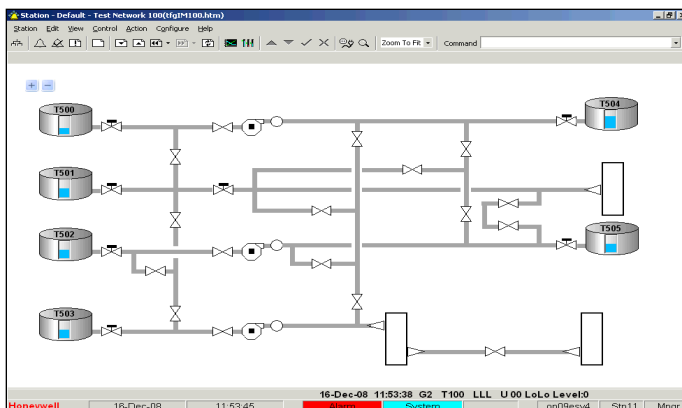 Station - Default - Test Network 100(tfgIM100.htm)
Station Edit View Control Action Configure Help
Zoom To Fit Command
T500
T504
T501
T502
T505
T503
16-Dec-08 11:53:38 G2 T100 LLL U 00 LoLo Level:0
Honeywell 16-Dec-08 11:53:45 Alarm System Stn11 Mngr